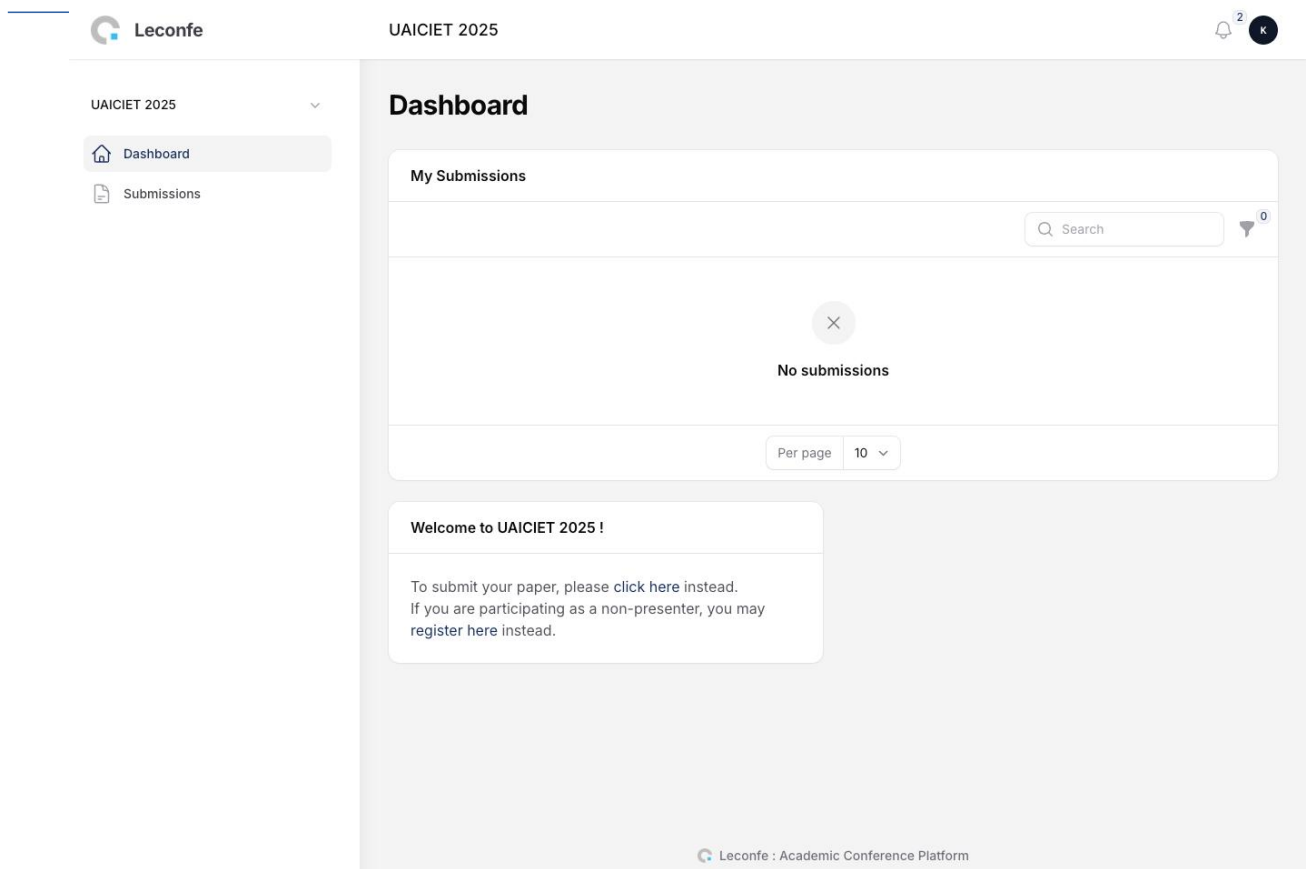 Leconfe
UAICIET 2025
2
K
UAICIET 2025
Dashboard
Submissions
Dashboard
My Submissions
Search
0
No submissions
Per page
10
Welcome to UAICIET 2025 !
To submit your paper, please click here instead.
If you are participating as a non-presenter, you may
register here instead.
Leconfe : Academic Conference Platform